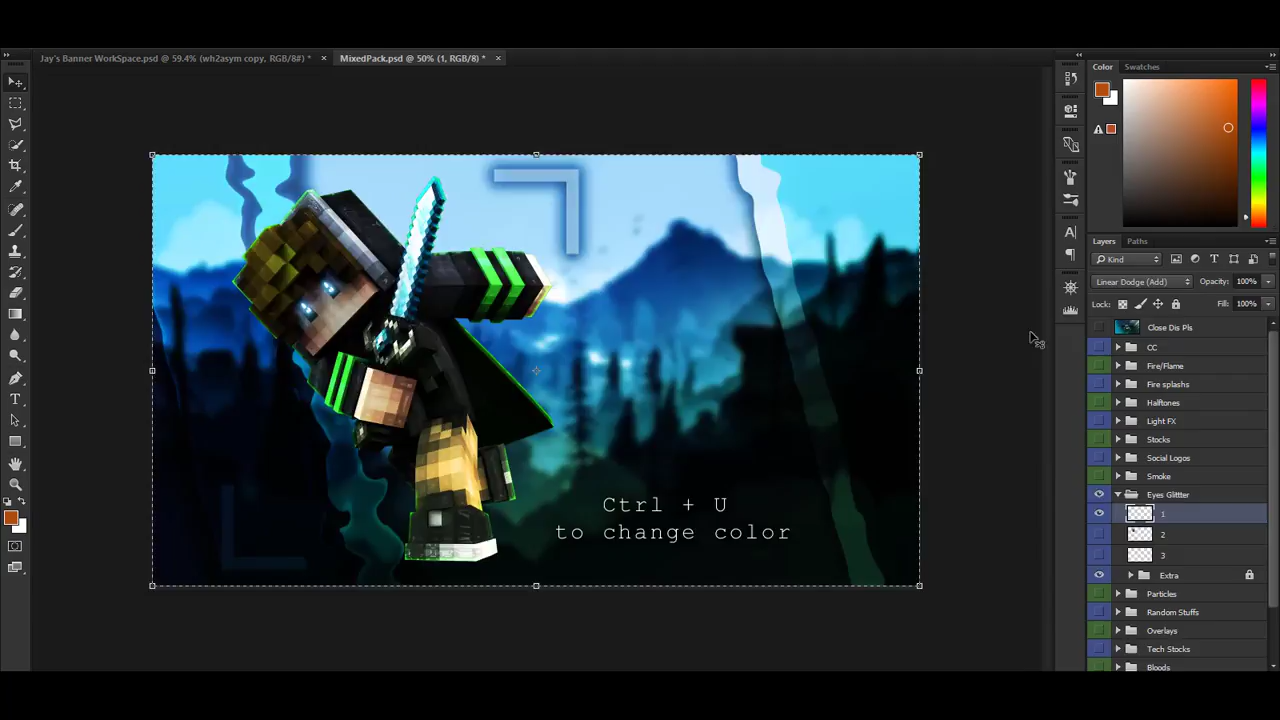 Jay's Banner WorkSpace.psd @ 59.4% (wh2asym copy, RGB/8#) *
MixedPack.psd @ 50% (1, RGB/8) *
Color
Swatches
Layers
Paths
Kind
Linear Dodge (Add)
Opacity: 100%
Lock:
Fill: 100%
Close Dis Pls
CC
Fire/Flame
Fire splashs
Halftones
Light FX
Stocks
Social Logos
Smoke
Eyes Glittter
1
2
3
Extra
Particles
Random Stuffs
Overlays
Tech Stocks
Bloods
Ctrl + U
to change color